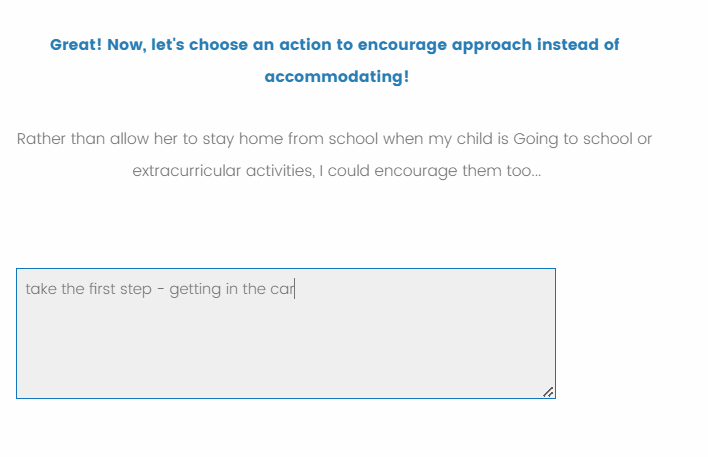 Great! Now, let's choose an action to encourage approach instead of
accommodating!
Rather than allow her to stay home from school when my child is Going to school or
extracurricular activities, I could encourage them too...
take the first step - getting in the car